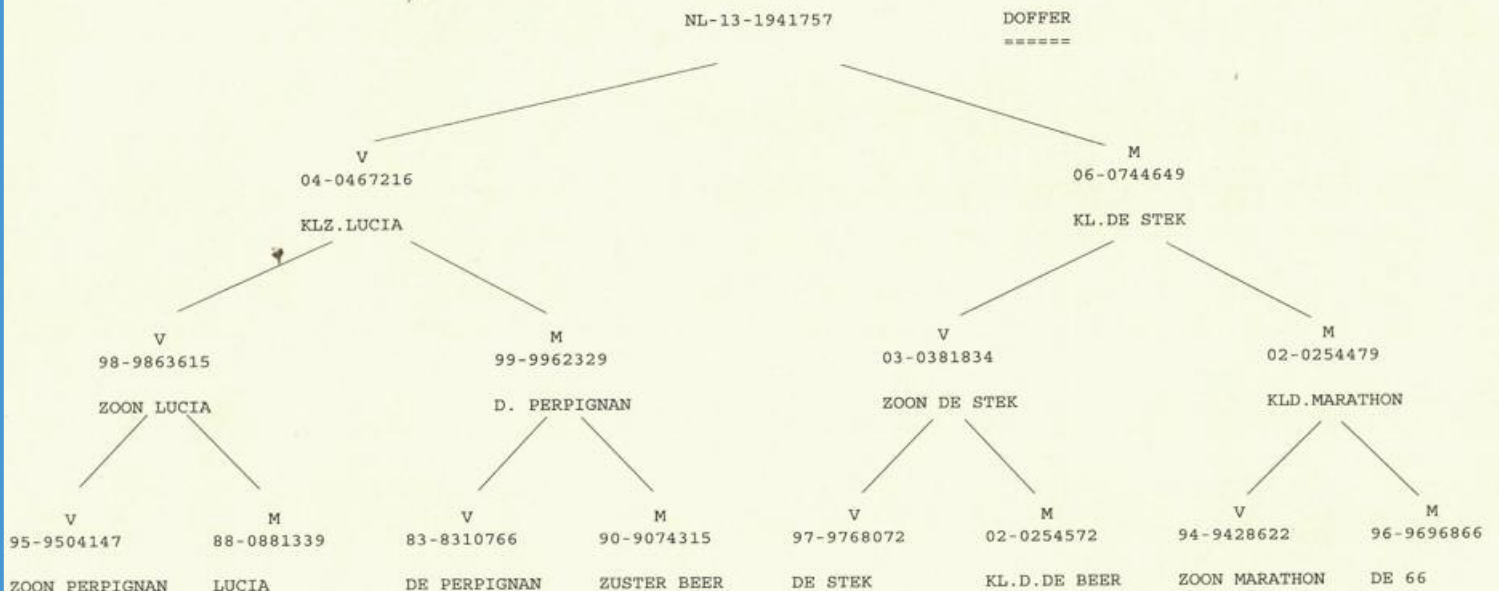 NL-13-1941757 DOFFER
======
V M
04-0467216 06-0744649
KLZ.LUCIA KL.DE STEK
V M V M
98-9863615 99-9962329 03-0381834 02-0254479
ZOON LUCIA D. PERPIGNAN ZOON DE STEK KLD.MARATHON
V M V M V M V M
95-9504147 88-0881339 83-8310766 90-9074315 97-9768072 02-0254572 94-9428622 96-9696866
ZOON PERPIGNAN LUCIA DE PERPIGNAN ZUSTER BEER DE STEK KL.D.DE BEER ZOON MARATHON DE 66